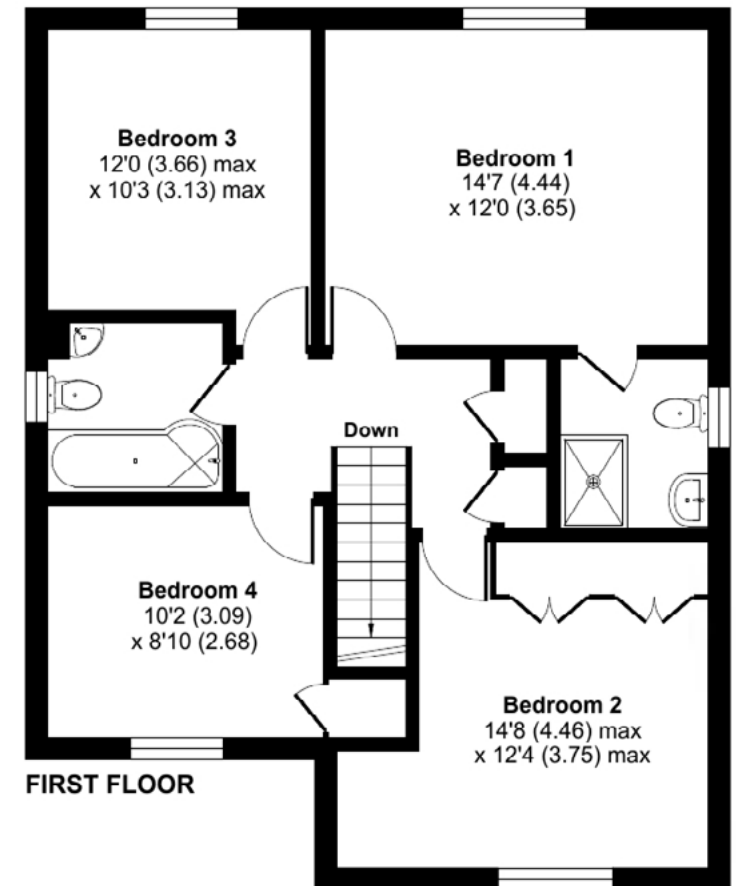 Bedroom 3
12'0 (3.66) max
x 10'3 (3.13) max
Bedroom 1
14'7 (4.44)
x 12'0 (3.65)
Down
Bedroom 4
10'2 (3.09)
x 8'10 (2.68)
Bedroom 2
14'8 (4.46) max
x 12'4 (3.75) max
FIRST FLOOR